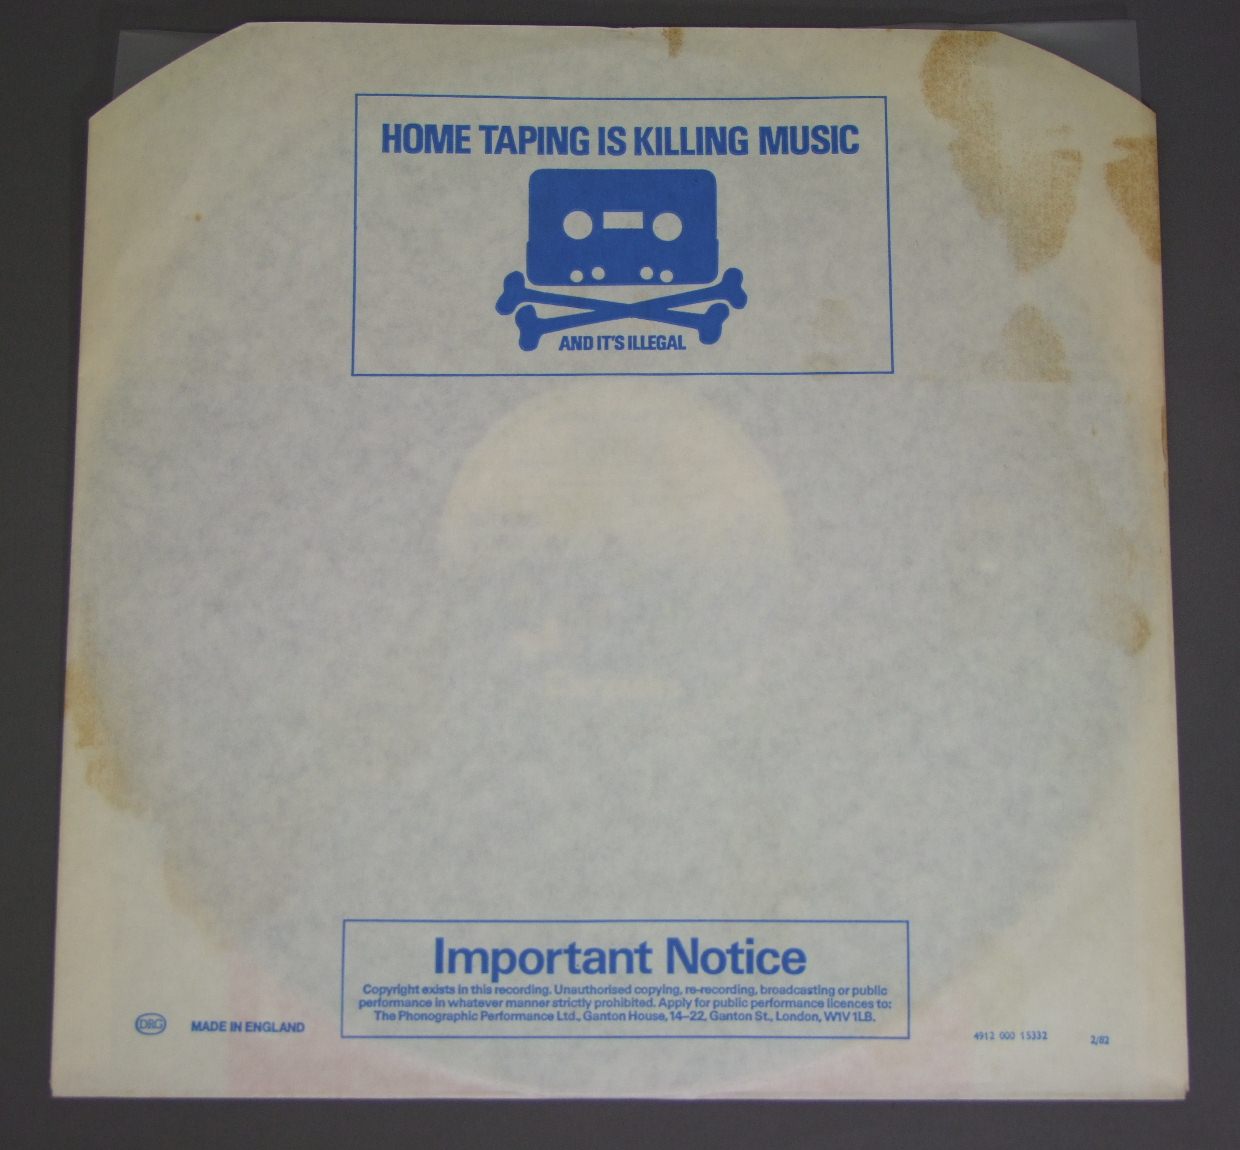 HOME TAPING IS KILLING MUSIC
AND IT'S ILLEGAL
Important Notice
Copyright exists in this recording. Unauthorised copying, re-recording, broadcasting or public
performance in whatever manner strictly prohibited. Apply for public performance licences to:
The Phonographic Performance Ltd., Ganton House, 14–22, Ganton St., London, W1V 1LB.
DRG MADE IN ENGLAND
4912 000 15332 2/82